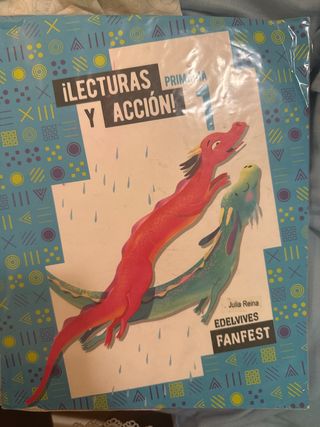 ¡LECTURAS
PRIMARIA
Y ACCIÓN! 1
Julia Reina
EDELVIVES
FANFEST